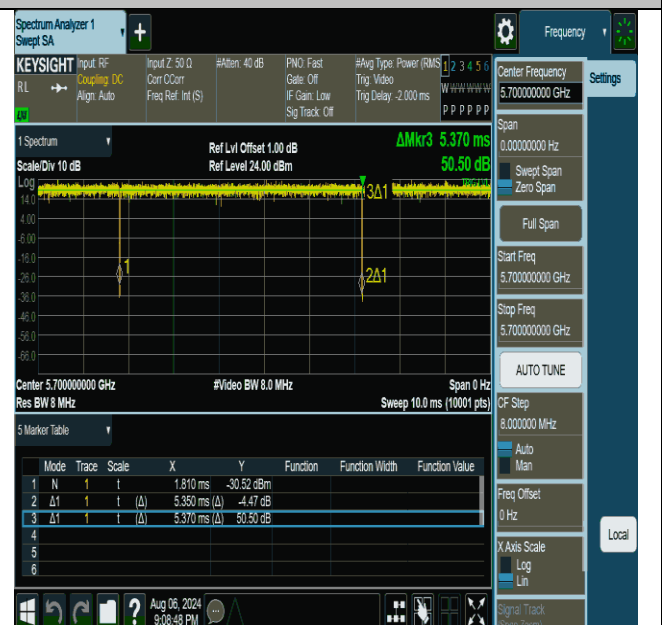 Spectrum Analyzer 1
Swept SA
Frequency
KEYSIGHT
RL
Input: RF
Coupling: DC
Align: Auto
Input Z: 50 Ω
Corr CCorr
Freq Ref: Int (S)
#Atten: 40 dB
PNO: Fast
Gate: Off
IF Gain: Low
Sig Track: Off
#Avg Type: Power (RMS
Trig: Video
Trig Delay: -2.000 ms
1 2 3 4 5 6
W W W W W W
P P P P P P
1 Spectrum
Scale/Div 10 dB
Ref Lvl Offset 1.00 dB
Ref Level 24.00 dBm
ΔMkr3 5.370 ms
50.50 dB
Log
14.0
4.00
-6.00
-16.0
-26.0
-36.0
-46.0
-56.0
-66.0
3Δ1
1
2Δ1
Center 5.700000000 GHz
Res BW 8 MHz
#Video BW 8.0 MHz
Span 0 Hz
Sweep 10.0 ms (10001 pts)
5 Marker Table
Mode Trace Scale X Y Function Function Width Function Value
1 N 1 t 1.810 ms -30.52 dBm
2 Δ1 1 t (Δ) 5.350 ms (Δ) -4.47 dB
3 Δ1 1 t (Δ) 5.370 ms (Δ) 50.50 dB
4
5
6
Aug 06, 2024
9:08:48 PM
Center Frequency
5.700000000 GHz
Settings
Span
0.00000000 Hz
Swept Span
Zero Span
Full Span
Start Freq
5.700000000 GHz
Stop Freq
5.700000000 GHz
AUTO TUNE
CF Step
8.000000 MHz
Auto
Man
Freq Offset
0 Hz
X Axis Scale
Log
Lin
Local
Signal Track
(Span Zoom)